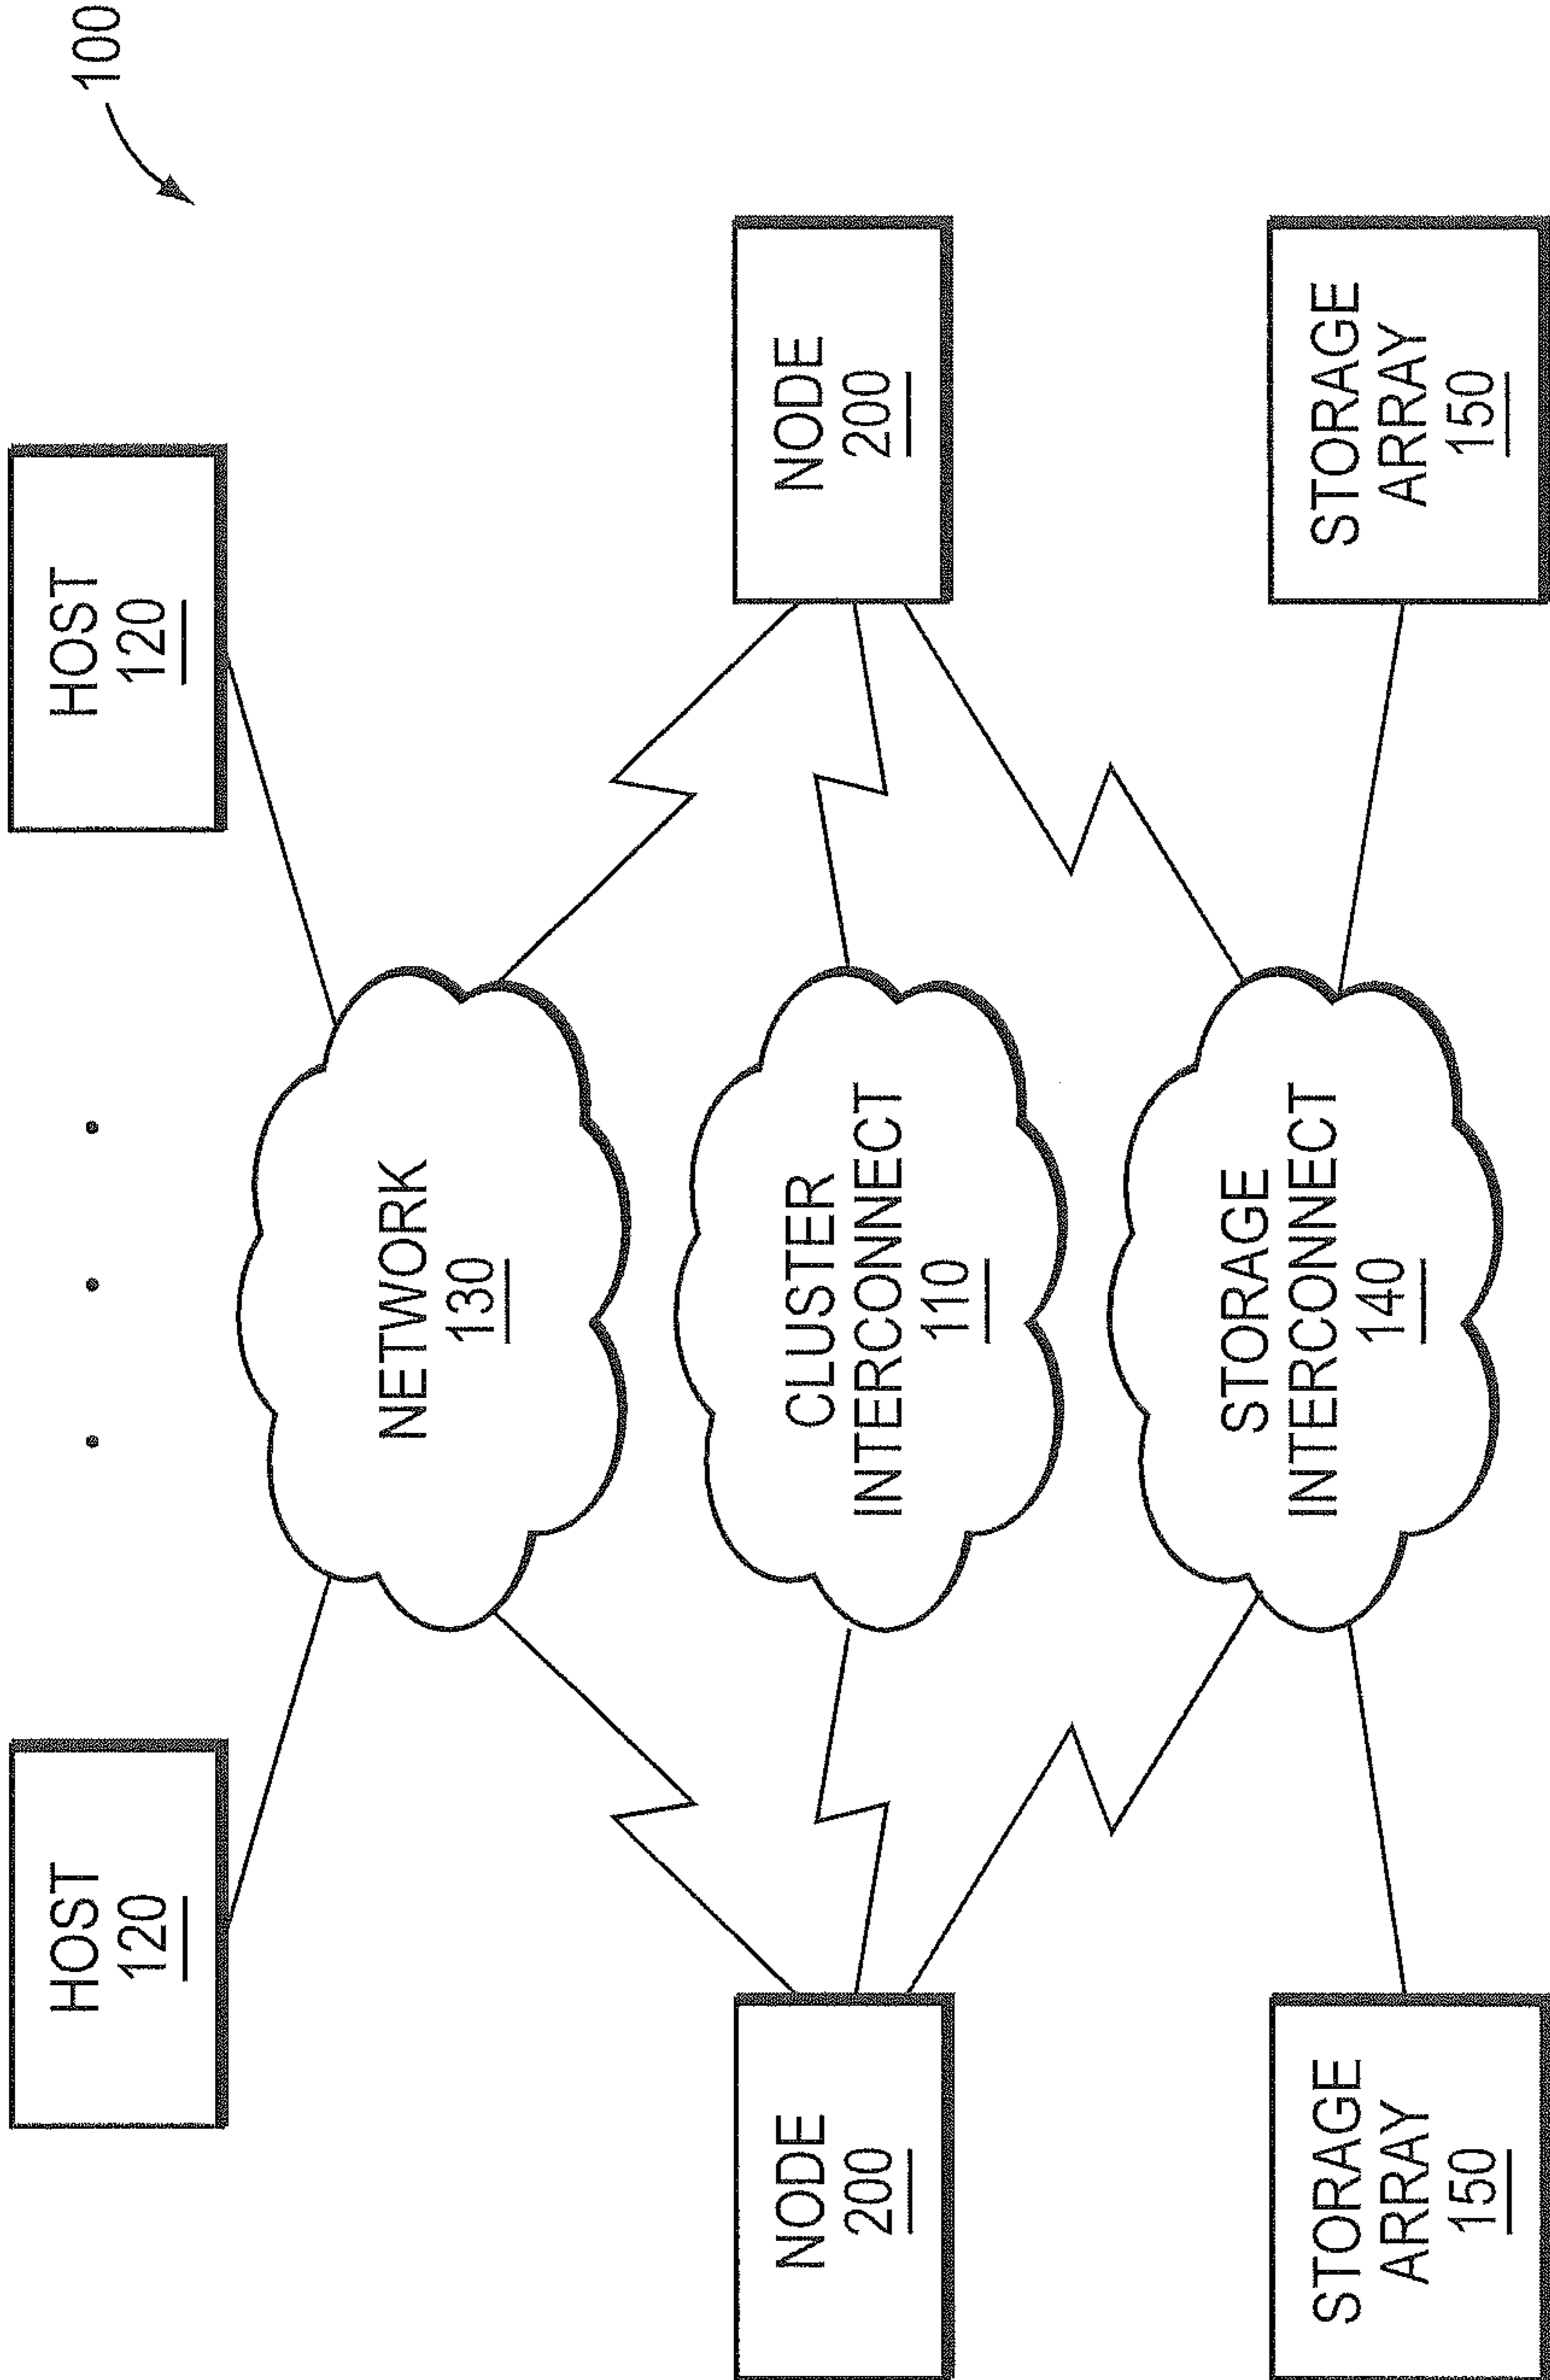 100
HOST
120
HOST
120
NETWORK
130
NODE
200
CLUSTER
INTERCONNECT
110
NODE
200
STORAGE
INTERCONNECT
140
STORAGE
ARRAY
150
STORAGE
ARRAY
150